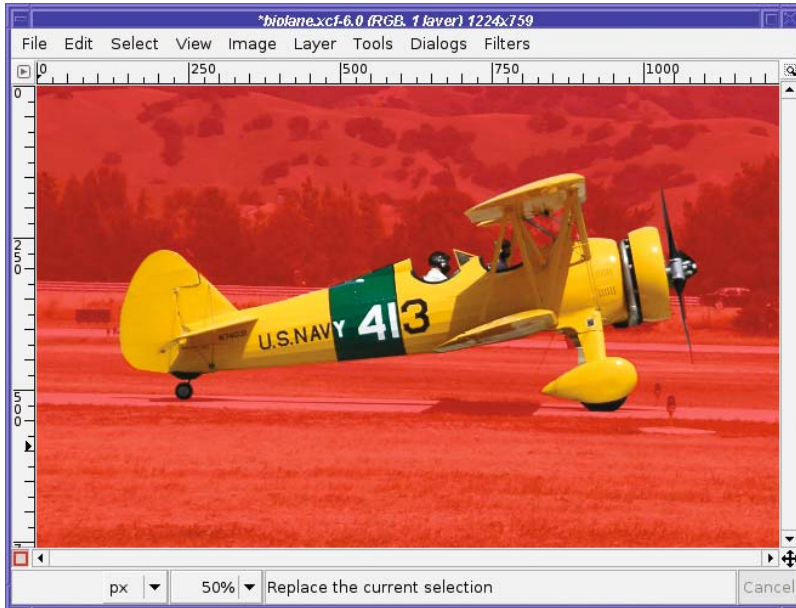 *biolane.xcf-6.0 (RGB, 1 layer) 1224x759
File Edit Select View Image Layer Tools Dialogs Filters
0 250 500 750 1000
0
250
500
U.S.NAVY 413
px 50% Replace the current selection Cancel